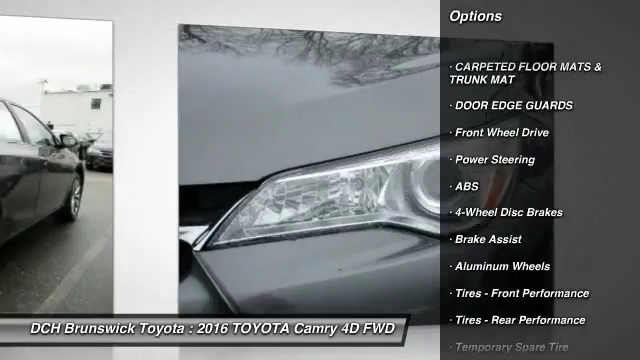 Options
· CARPETED FLOOR MATS &
TRUNK MAT
· DOOR EDGE GUARDS
· Front Wheel Drive
· Power Steering
· ABS
· 4-Wheel Disc Brakes
· Brake Assist
· Aluminum Wheels
· Tires - Front Performance
· Tires - Rear Performance
· Temporary Spare Tire
DCH Brunswick Toyota : 2016 TOYOTA Camry 4D FWD